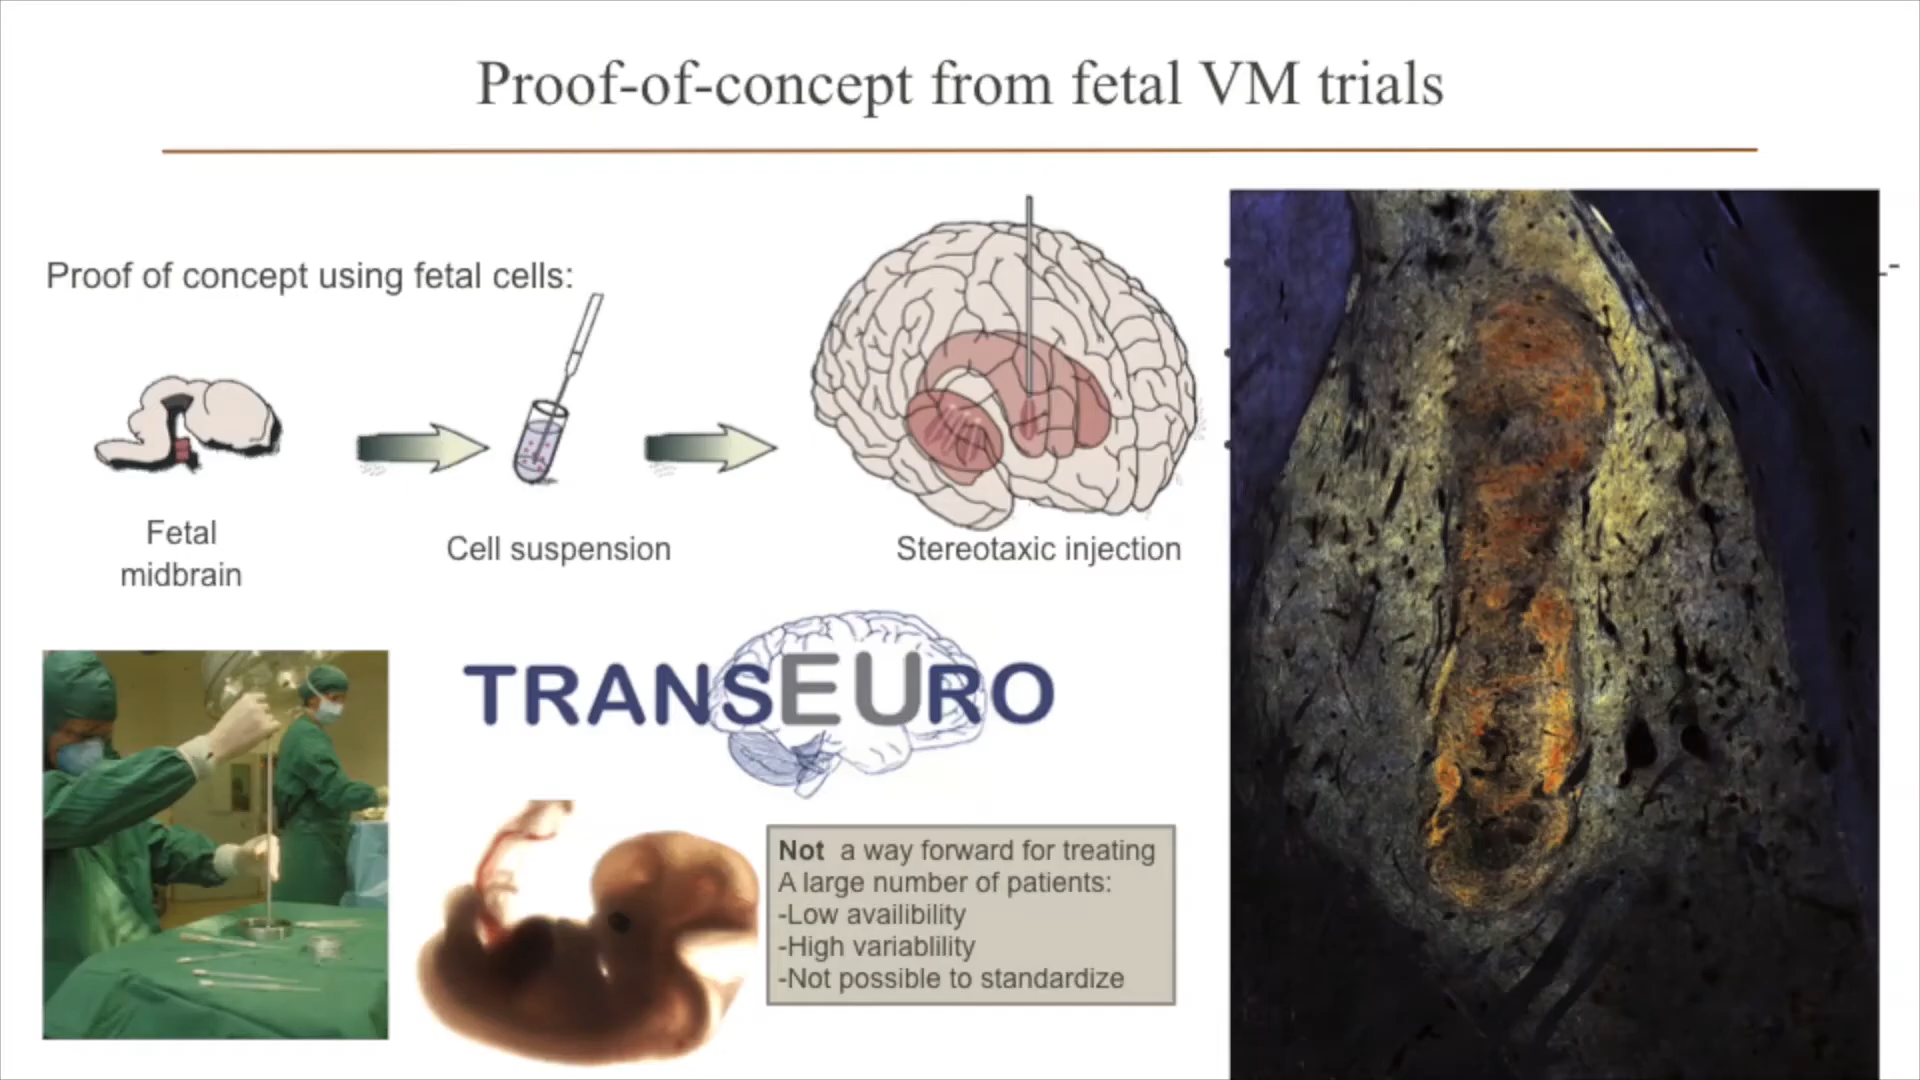 Proof-of-concept from fetal VM trials
Proof of concept using fetal cells:
Fetal
midbrain
Cell suspension
Stereotaxic injection
TRANSEURO
Not a way forward for treating
A large number of patients:
-Low availibility
-High variablility
-Not possible to standardize